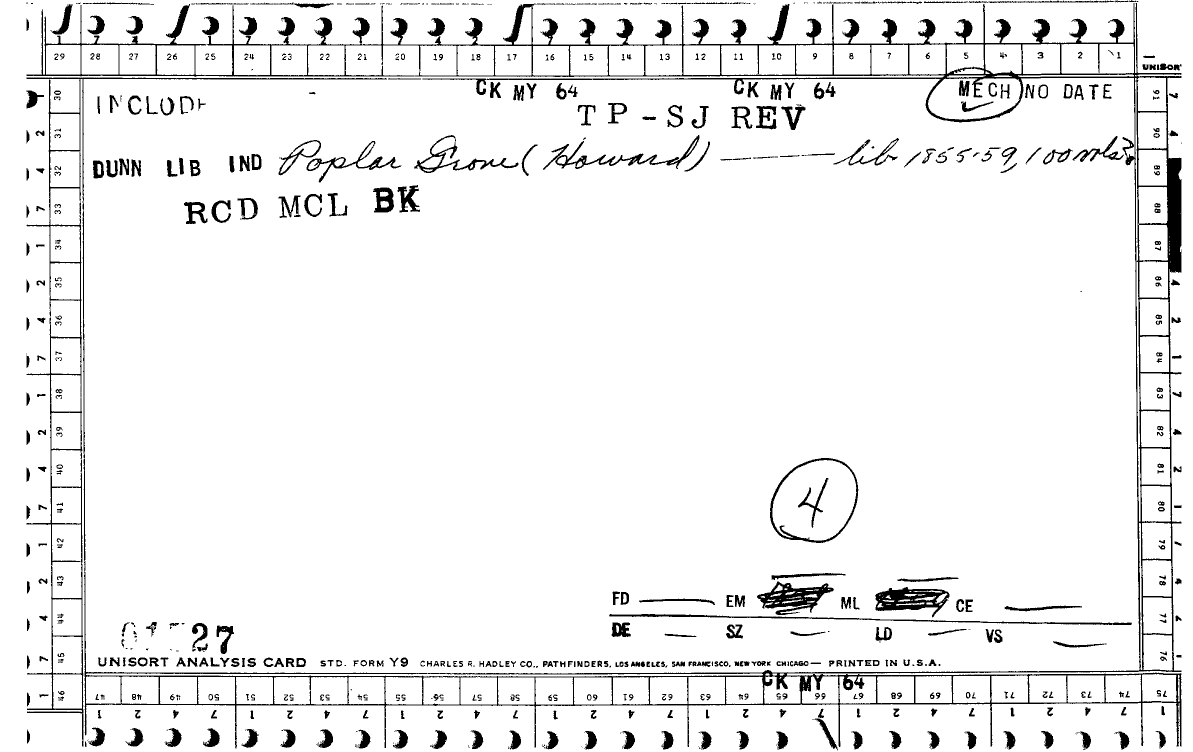 29 28 27 26 25 24 23 22 21 20 19 18 17 16 15 14 13 12 11 10 9 8 7 6 5 4 3 2 1
UNISOR
CK MY 64 CK MY 64 MECH NO DATE
INCLUDE
TP-SJ REV
DUNN LIB IND Poplar Grove (Howard) — lib 1855-59, 100 vols?
RCD MCL BK
30 31 32 33 34 35 36 37 38 39 40 41 42 43 44 45 46
91 90 89 88 87 86 85 84 83 82 81 80 79 78 77 76 75
4
FD EM ML CE
DE SZ LD VS
27
UNISORT ANALYSIS CARD STD. FORM Y9 CHARLES R. HADLEY CO., PATHFINDERS, LOS ANGELES, SAN FRANCISCO, NEW YORK CHICAGO — PRINTED IN U.S.A.
CK MY 64
47 48 49 50 51 52 53 54 55 56 57 58 59 60 61 62 63 64 65 66 67 68 69 70 71 72 73 74
1 2 4 7 1 2 4 7 1 2 4 7 1 2 4 7 1 2 4 7 1 2 4 7 1 2 4 7